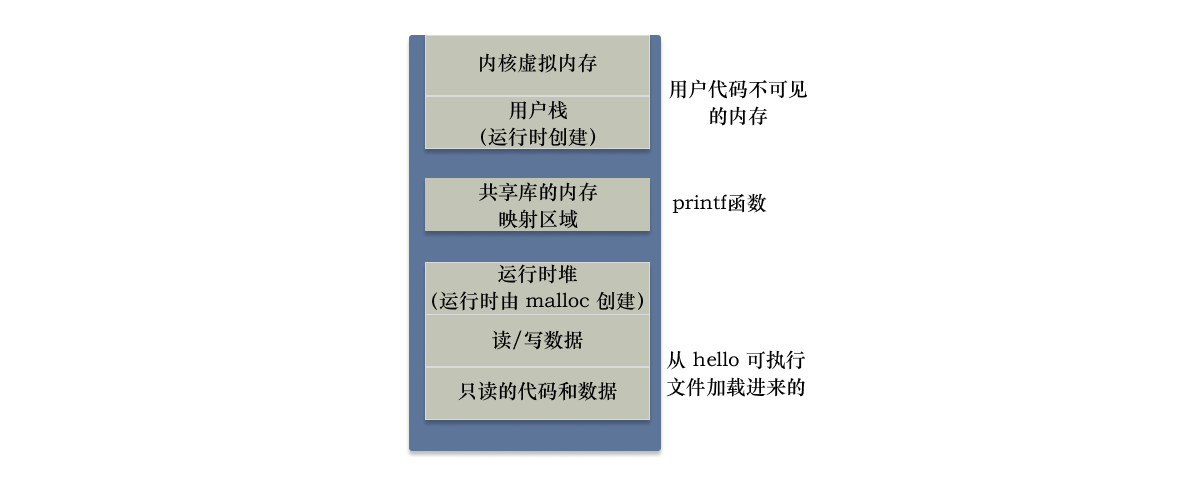 内核虚拟内存
用户代码不可见
的内存
用户栈
(运行时创建)
共享库的内存
映射区域
printf函数
运行时堆
(运行时由 malloc 创建)
读/写数据
从 hello 可执行
文件加载进来的
只读的代码和数据